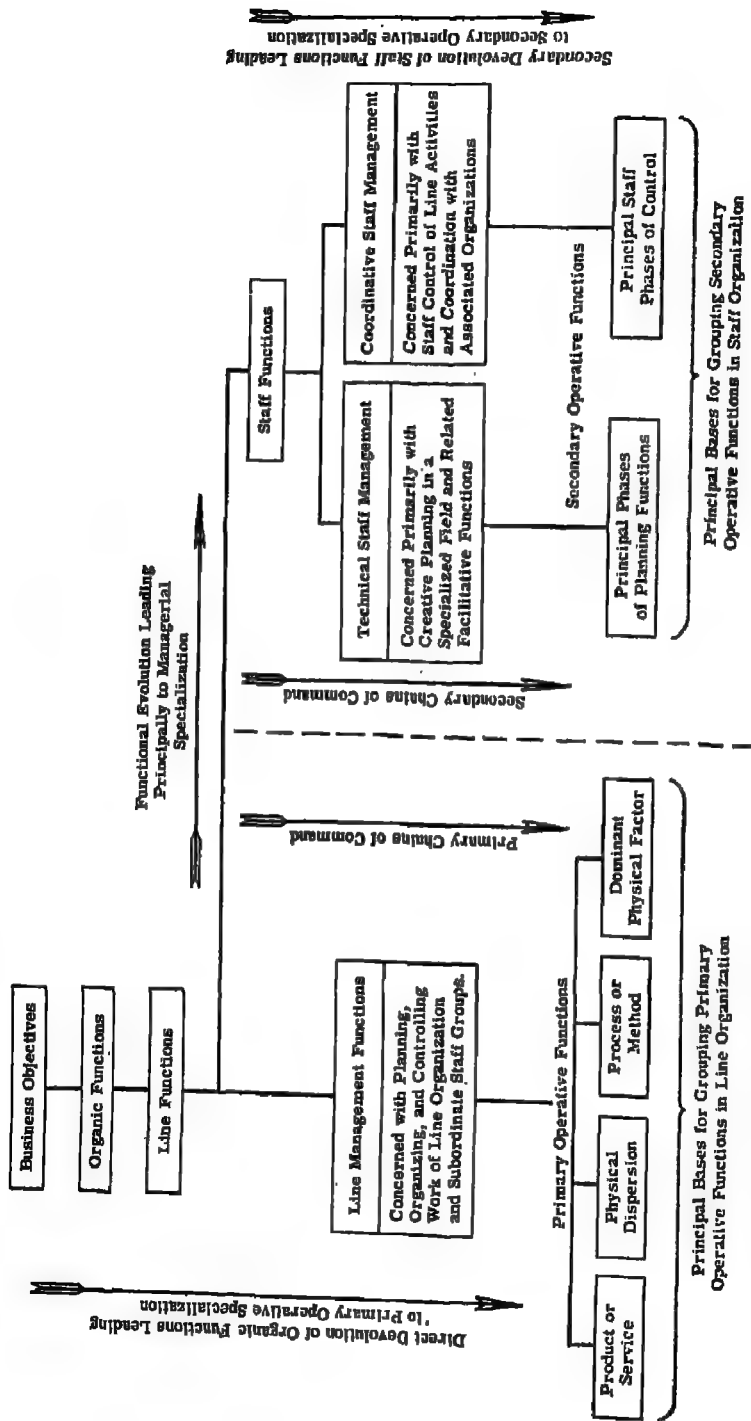 Business Objectives
Organic Functions
Line Functions
Direct Devolution of Organic Functions Leading
to Primary Operative Specialization
Functional Evolution Leading
Principally to Managerial
Specialization
Line Management Functions
Concerned with Planning,
Organizing, and Controlling
Work of Line Organization
and Subordinate Staff Groups.
Primary Chains of Command
Primary Operative Functions
Product or
Service
Physical
Dispersion
Process or
Method
Dominant
Physical Factor
Principal Bases for Grouping Primary
Operative Functions in Line Organization
Staff Functions
Secondary Chains of Command
Technical Staff Management
Concerned Primarily with
Creative Planning in a
Specialized Field and Related
Facilitative Functions
Coordinative Staff Management
Concerned Primarily with
Staff Control of Line Activities
and Coordination with
Associated Organizations
Secondary Devolution of Staff Functions Leading
to Secondary Operative Specialization
Secondary Operative Functions
Principal Phases
of Planning Functions
Principal Staff
Phases of Control
Principal Bases for Grouping Secondary
Operative Functions in Staff Organization